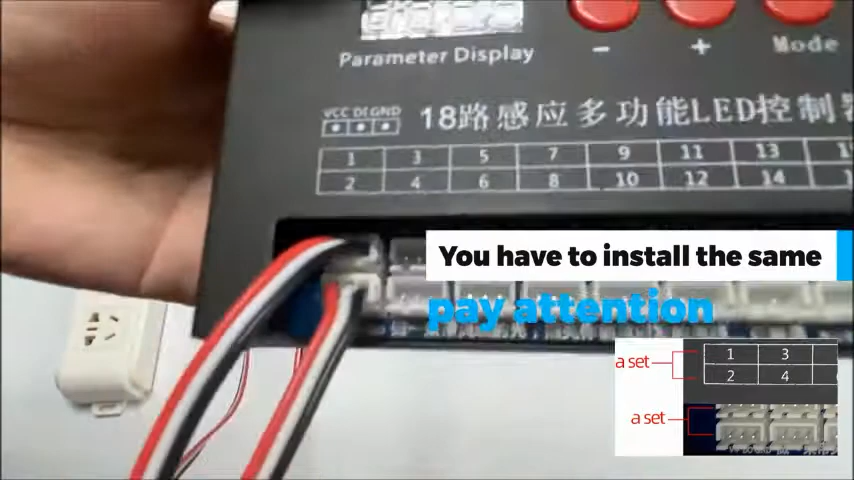 Parameter Display
-
+
Mode
VCC DI GND
18路感应多功能LED控制器
1 3 5 7 9 11 13
2 4 6 8 10 12 14
You have to install the same
pay attention
a set
1 3
2 4
a set